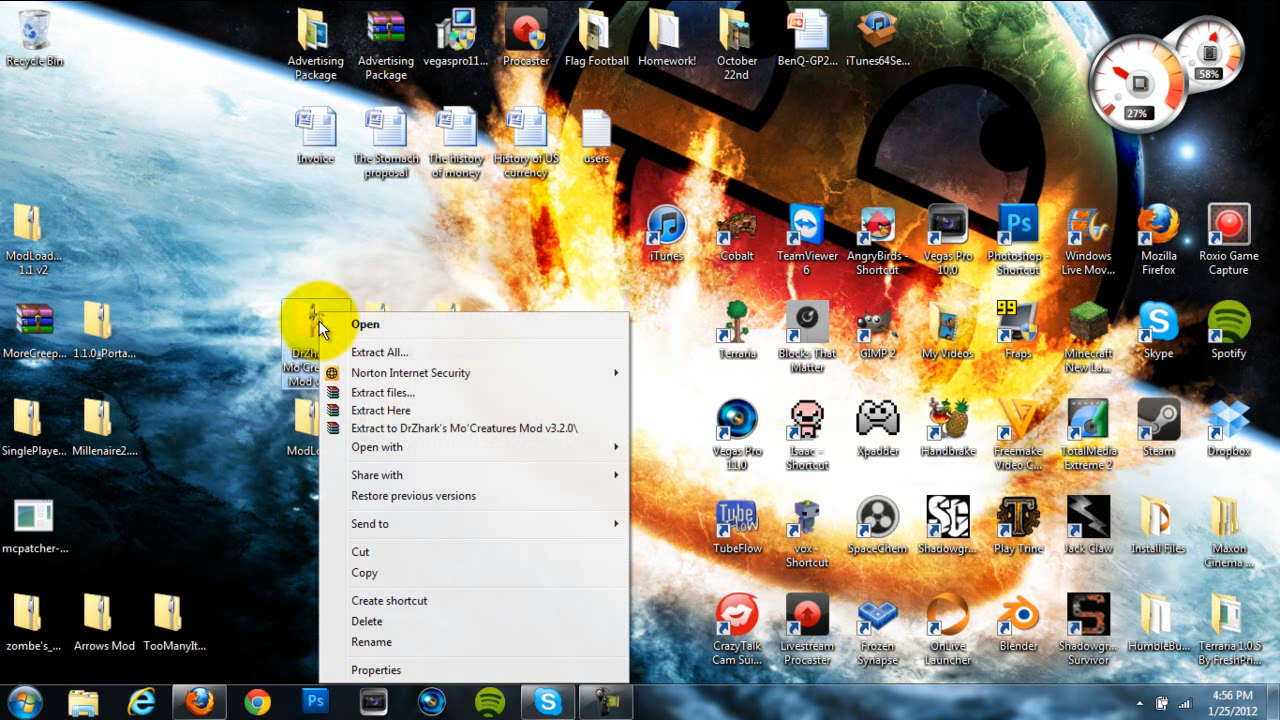 Recycle Bin
Advertising
Package
Advertising
Package
vegaspro11...
Procaster
Flag Football
Homework!
October
22nd
BenQ-GP2...
iTunes64Se...
58%
27%
Invoice
The Stomach
proposal
The history
of money
History of US
currency
users
ModLoad...
1.1 v2
iTunes
Cobalt
TeamViewer
6
AngryBirds -
Shortcut
Vegas Pro
10.0
Ps
Photoshop -
Shortcut
Windows
Live Mov...
Mozilla
Firefox
Roxio Game
Capture
MoreCreep...
1.1.0_Porta...
Open
Extract All...
Norton Internet Security
Extract files...
Extract Here
Extract to DrZhark's Mo'Creatures Mod v3.2.0\
Open with
Share with
Restore previous versions
Send to
Cut
Copy
Create shortcut
Delete
Rename
Properties
Terraria
Blocks That
Matter
GIMP 2
My Videos
99
Fraps
Minecraft
New La...
Skype
Spotify
SinglePlaye...
Millenaire2....
Vegas Pro
11.0
Isaac -
Shortcut
Xpadder
Handbrake
Freemake
Video C...
TotalMedia
Extreme 2
Steam
Dropbox
mcpatcher-...
Tube
TubeFlow
vox -
Shortcut
SpaceChem
SG
Shadowgr...
Play Trine
Jack Claw
Install Files
Maxon
Cinema ...
zombe's_...
Arrows Mod
TooManyIt...
CrazyTalk
Cam Sui...
Livestream
Procaster
Frozen
Synapse
OnLive
Launcher
Blender
Shadowgr...
Survivor
HumbleBu...
Terraria 1.0.5
By FreshPri...
Ps
4:56 PM
1/25/2012